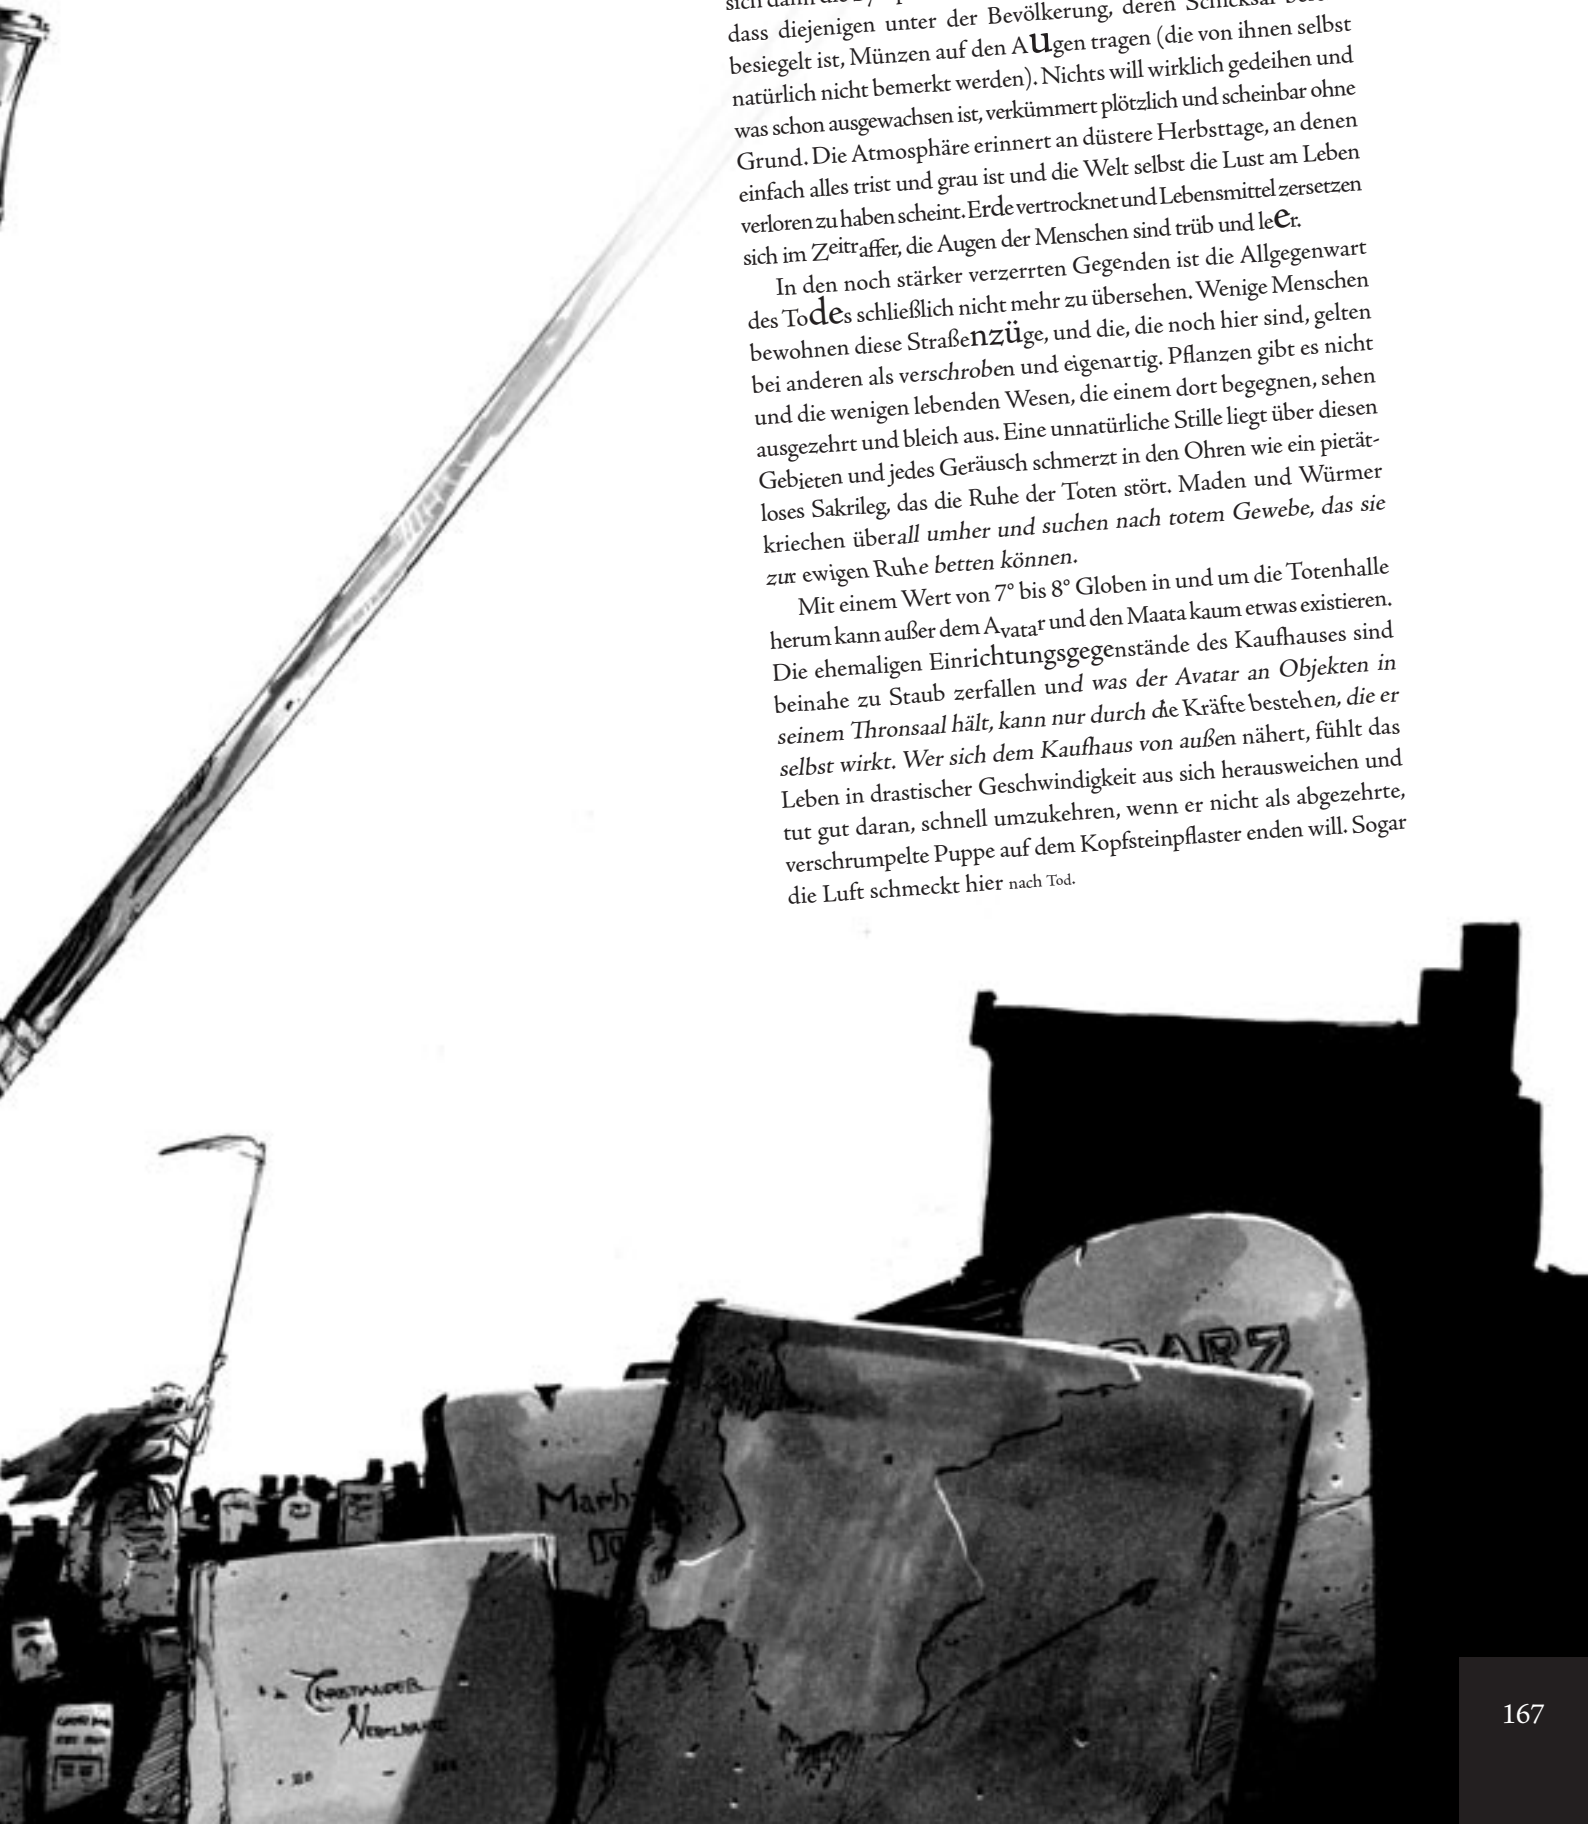 dass diejenigen unter der Bevölkerung, deren Schicksal
besiegelt ist, Münzen auf den Augen tragen (die von ihnen selbst
natürlich nicht bemerkt werden). Nichts will wirklich gedeihen und
was schon ausgewachsen ist, verkümmert plötzlich und scheinbar ohne
Grund. Die Atmosphäre erinnert an düstere Herbsttage, an denen
einfach alles trist und grau ist und die Welt selbst die Lust am Leben
verloren zu haben scheint. Erde vertrocknet und Lebensmittel zersetzen
sich im Zeitraffer, die Augen der Menschen sind trüb und leer.
In den noch stärker verzerrten Gegenden ist die Allgegenwart
des Todes schließlich nicht mehr zu übersehen. Wenige Menschen
bewohnen diese Straßenzüge, und die, die noch hier sind, gelten
bei anderen als verschroben und eigenartig. Pflanzen gibt es nicht
und die wenigen lebenden Wesen, die einem dort begegnen, sehen
ausgezehrt und bleich aus. Eine unnatürliche Stille liegt über diesen
Gebieten und jedes Geräusch schmerzt in den Ohren wie ein pietät-
loses Sakrileg, das die Ruhe der Toten stört. Maden und Würmer
kriechen überall umher und suchen nach totem Gewebe, das sie
zur ewigen Ruhe betten können.
Mit einem Wert von 7° bis 8° Globen in und um die Totenhalle
herum kann außer dem Avatar und den Maata kaum etwas existieren.
Die ehemaligen Einrichtungsgegenstände des Kaufhauses sind
beinahe zu Staub zerfallen und was der Avatar an Objekten in
seinem Thronsaal hält, kann nur durch die Kräfte bestehen, die er
selbst wirkt. Wer sich dem Kaufhaus von außen nähert, fühlt das
Leben in drastischer Geschwindigkeit aus sich herausweichen und
tut gut daran, schnell umzukehren, wenn er nicht als abgezehrte,
verschrumpelte Puppe auf dem Kopfsteinpflaster enden will. Sogar
die Luft schmeckt hier nach Tod.
167